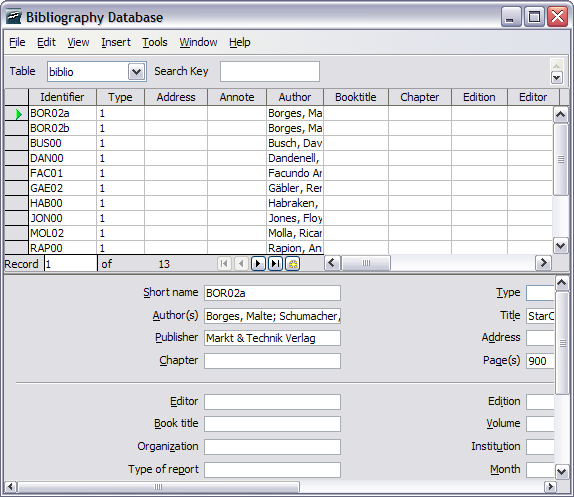 Bibliography Database
File Edit View Insert Tools Window Help
Table biblio Search Key
Identifier Type Address Annote Author Booktitle Chapter Edition Editor
BOR02a 1 Borges, Ma
BOR02b 1 Borges, Ma
BUS00 1 Busch, Dav
DAN00 1 Dandenell,
FAC01 1 Facundo Ar
GAE02 1 Gäbler, Rer
HAB00 1 Habraken,
JON00 1 Jones, Floy
MOL02 1 Molla, Ricar
RAP00 1 Rapion, An
Record 1 of 13
Short name BOR02a Type
Author(s) Borges, Malte; Schumacher, Title StarC
Publisher Markt & Technik Verlag Address
Chapter Page(s) 900
Editor Edition
Book title Volume
Organization Institution
Type of report Month